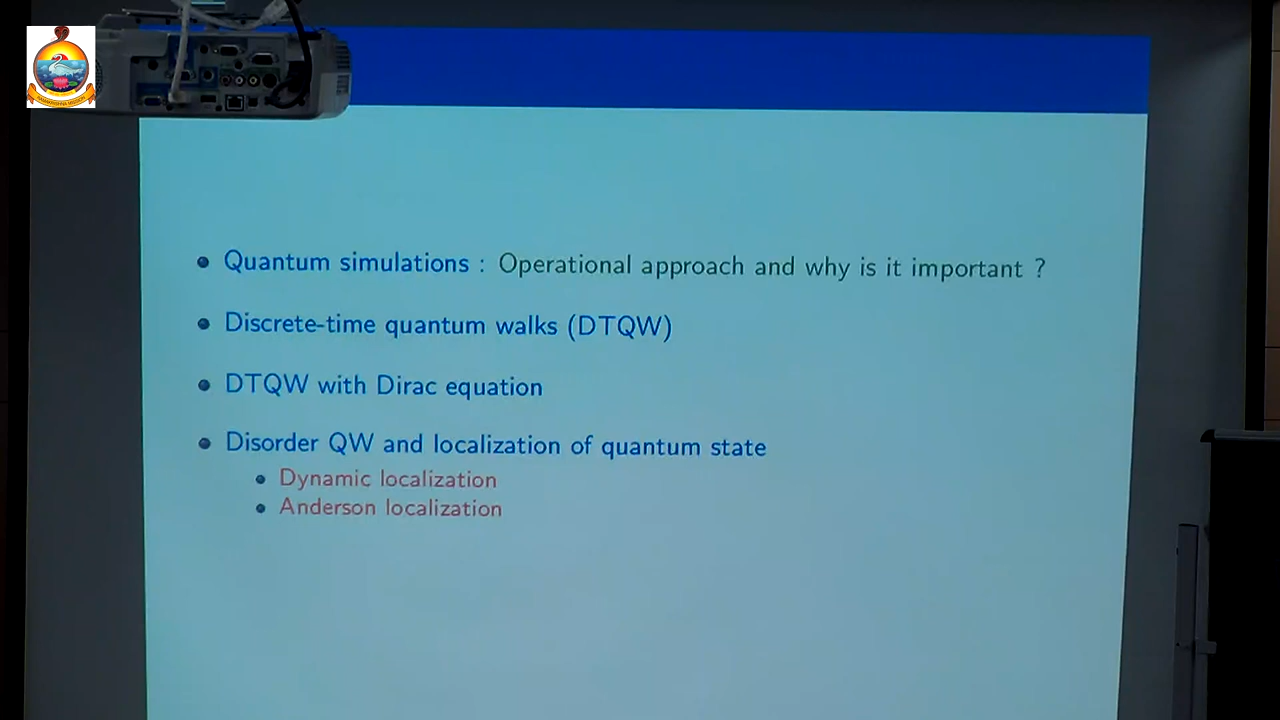 Quantum simulations : Operational approach and why is it important ?
Discrete-time quantum walks (DTQW)
DTQW with Dirac equation
Disorder QW and localization of quantum state
Dynamic localization
Anderson localization